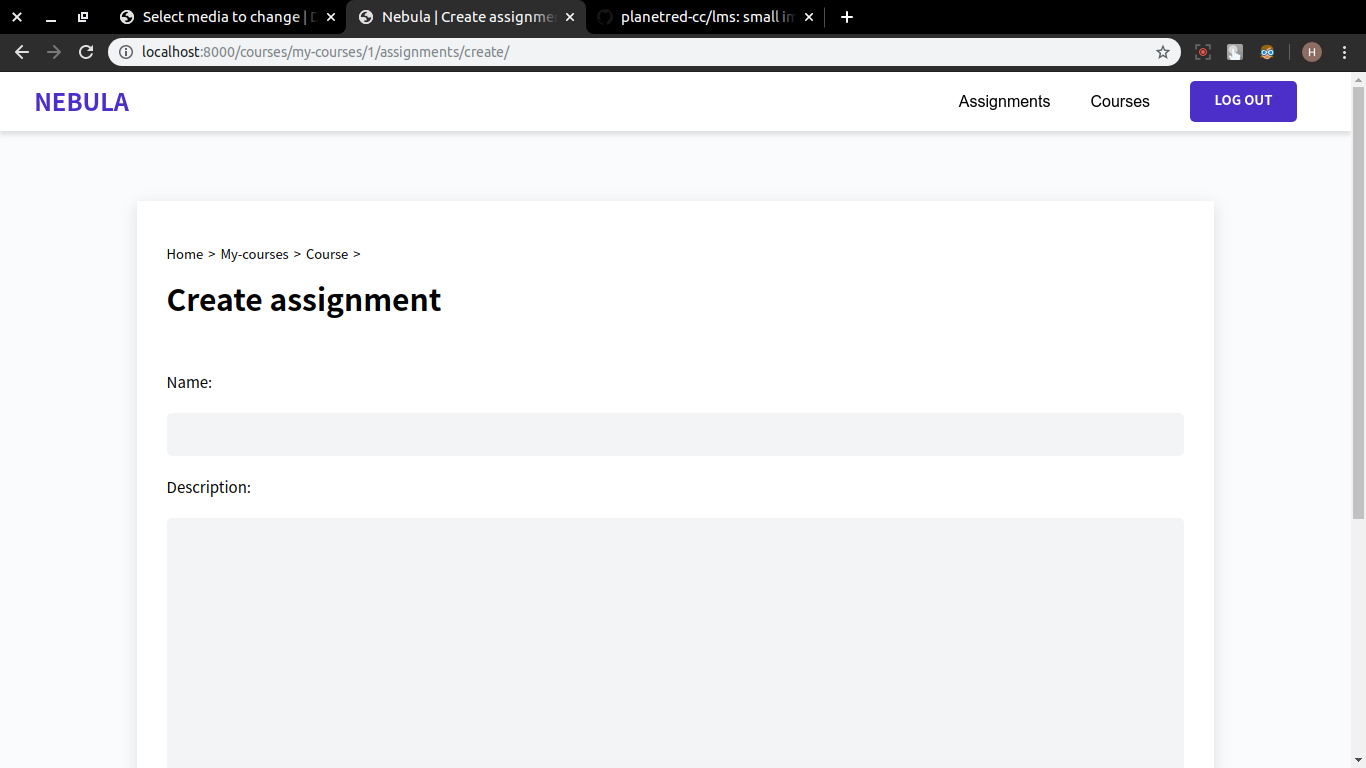 Select media to change |
Nebula | Create assignme
planetred-cc/lms: small in
localhost:8000/courses/my-courses/1/assignments/create/
H
NEBULA
Assignments
Courses
LOG OUT
Home > My-courses > Course >
Create assignment
Name:
Description: